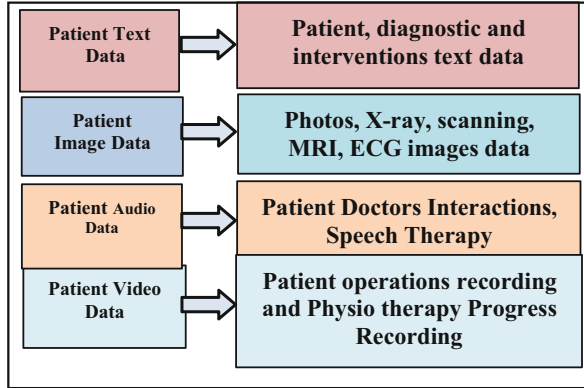 Patient Text
Data
Patient, diagnostic and
interventions text data
Patient
Image Data
Photos, X-ray, scanning,
MRI, ECG images data
Patient Audio
Data
Patient Doctors Interactions,
Speech Therapy
Patient Video
Data
Patient operations recording
and Physio therapy Progress
Recording